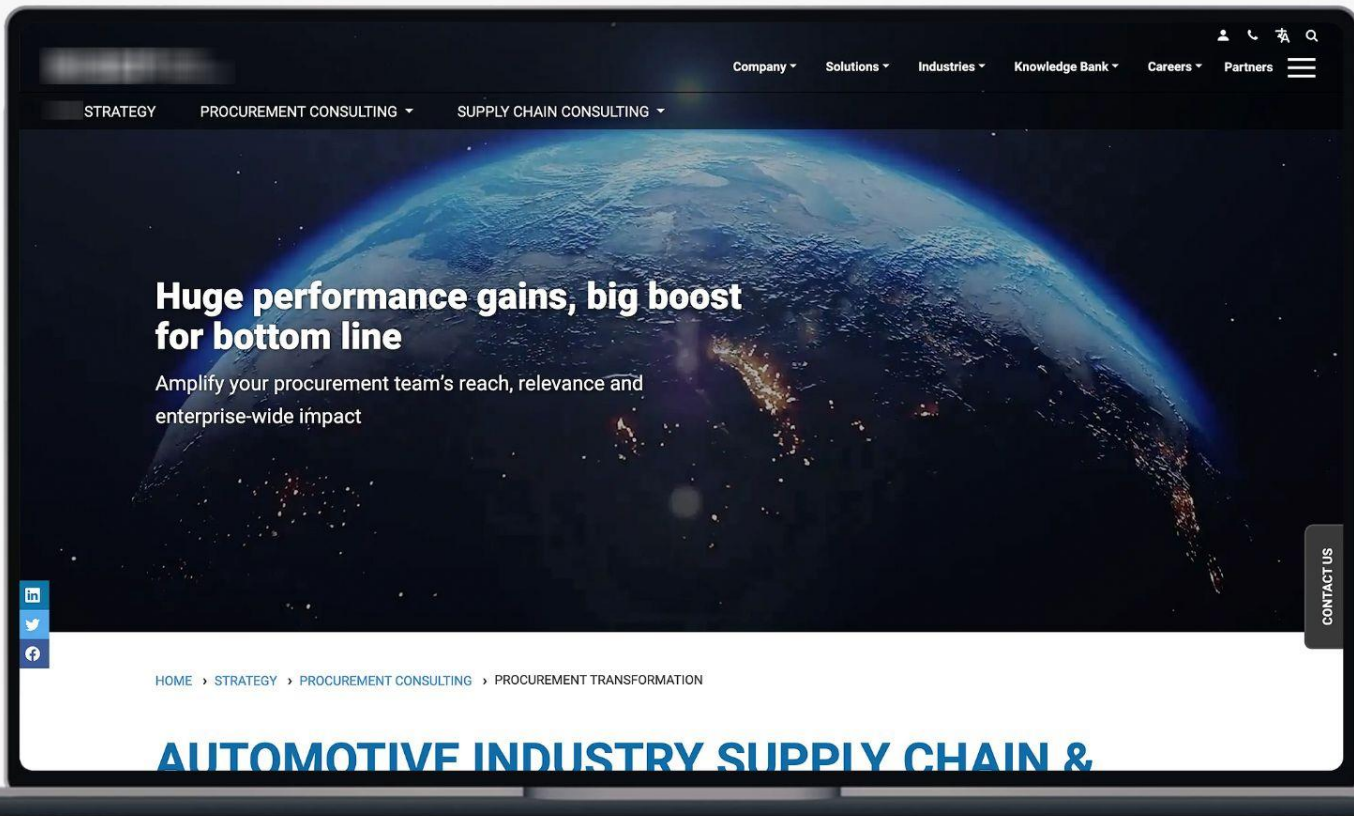 Company
Solutions
Industries
Knowledge Bank
Careers
Partners
STRATEGY
PROCUREMENT CONSULTING
SUPPLY CHAIN CONSULTING
Huge performance gains, big boost
for bottom line
Amplify your procurement team’s reach, relevance and
enterprise-wide impact
in
CONTACT US
HOME › STRATEGY › PROCUREMENT CONSULTING › PROCUREMENT TRANSFORMATION
AUTOMOTIVE INDUSTRY SUPPLY CHAIN &